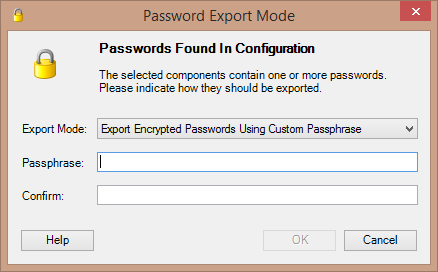 Password Export Mode
Passwords Found In Configuration
The selected components contain one or more passwords.
Please indicate how they should be exported.
Export Mode: Export Encrypted Passwords Using Custom Passphrase
Passphrase:
Confirm:
Help OK Cancel